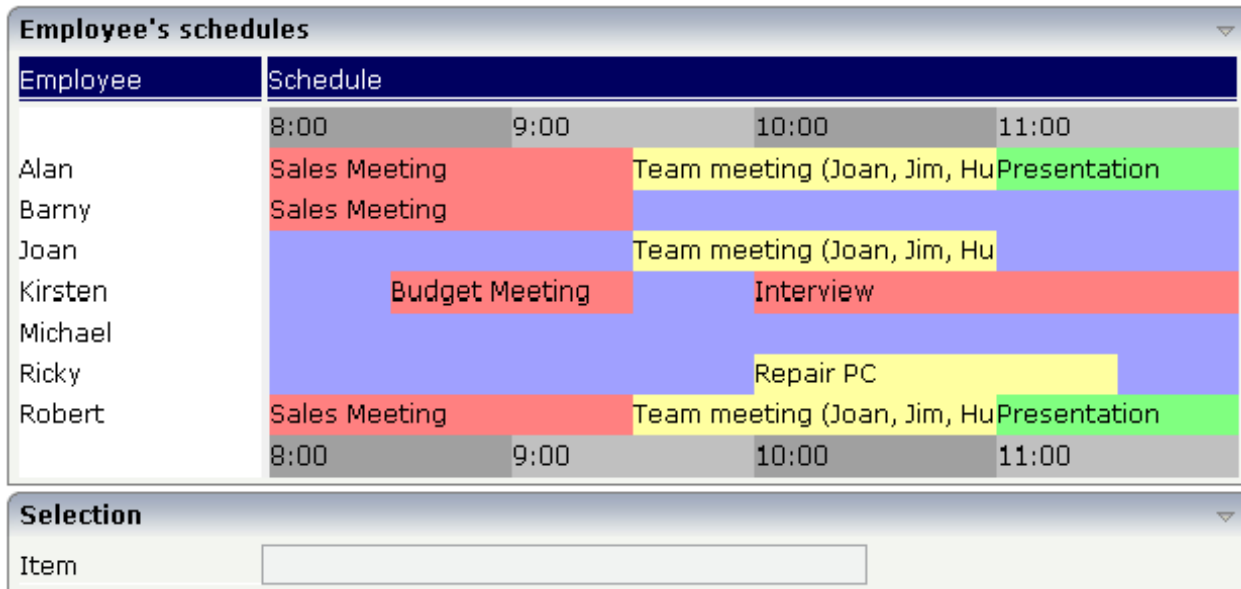 Employee's schedules
Employee Schedule
8:00 9:00 10:00 11:00
Alan Sales Meeting Team meeting (Joan, Jim, Hu Presentation
Barny Sales Meeting
Joan Team meeting (Joan, Jim, Hu
Kirsten Budget Meeting Interview
Michael
Ricky Repair PC
Robert Sales Meeting Team meeting (Joan, Jim, Hu Presentation
8:00 9:00 10:00 11:00
Selection
Item